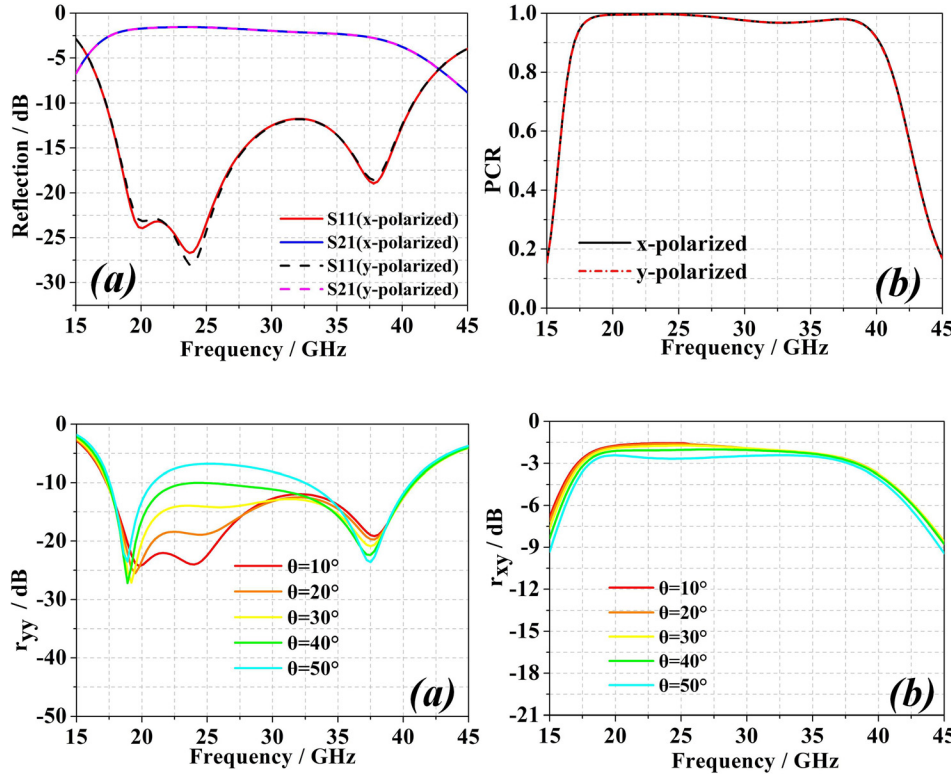 0
-5
-10
-15
-20
-25
-30
Reflection / dB
S11(x-polarized)
S21(x-polarized)
S11(y-polarized)
S21(y-polarized)
(a)
15 20 25 30 35 40 45
Frequency / GHz
1.0
0.8
0.6
0.4
0.2
0.0
PCR
x-polarized
y-polarized
(b)
15 20 25 30 35 40 45
Frequency / GHz
0
-10
-20
-30
-40
-50
ryy / dB
θ=10°
θ=20°
θ=30°
θ=40°
θ=50°
(a)
15 20 25 30 35 40 45
Frequency / GHz
0
-3
-6
-9
-12
-15
-18
-21
rxy / dB
θ=10°
θ=20°
θ=30°
θ=40°
θ=50°
(b)
15 20 25 30 35 40 45
Frequency / GHz